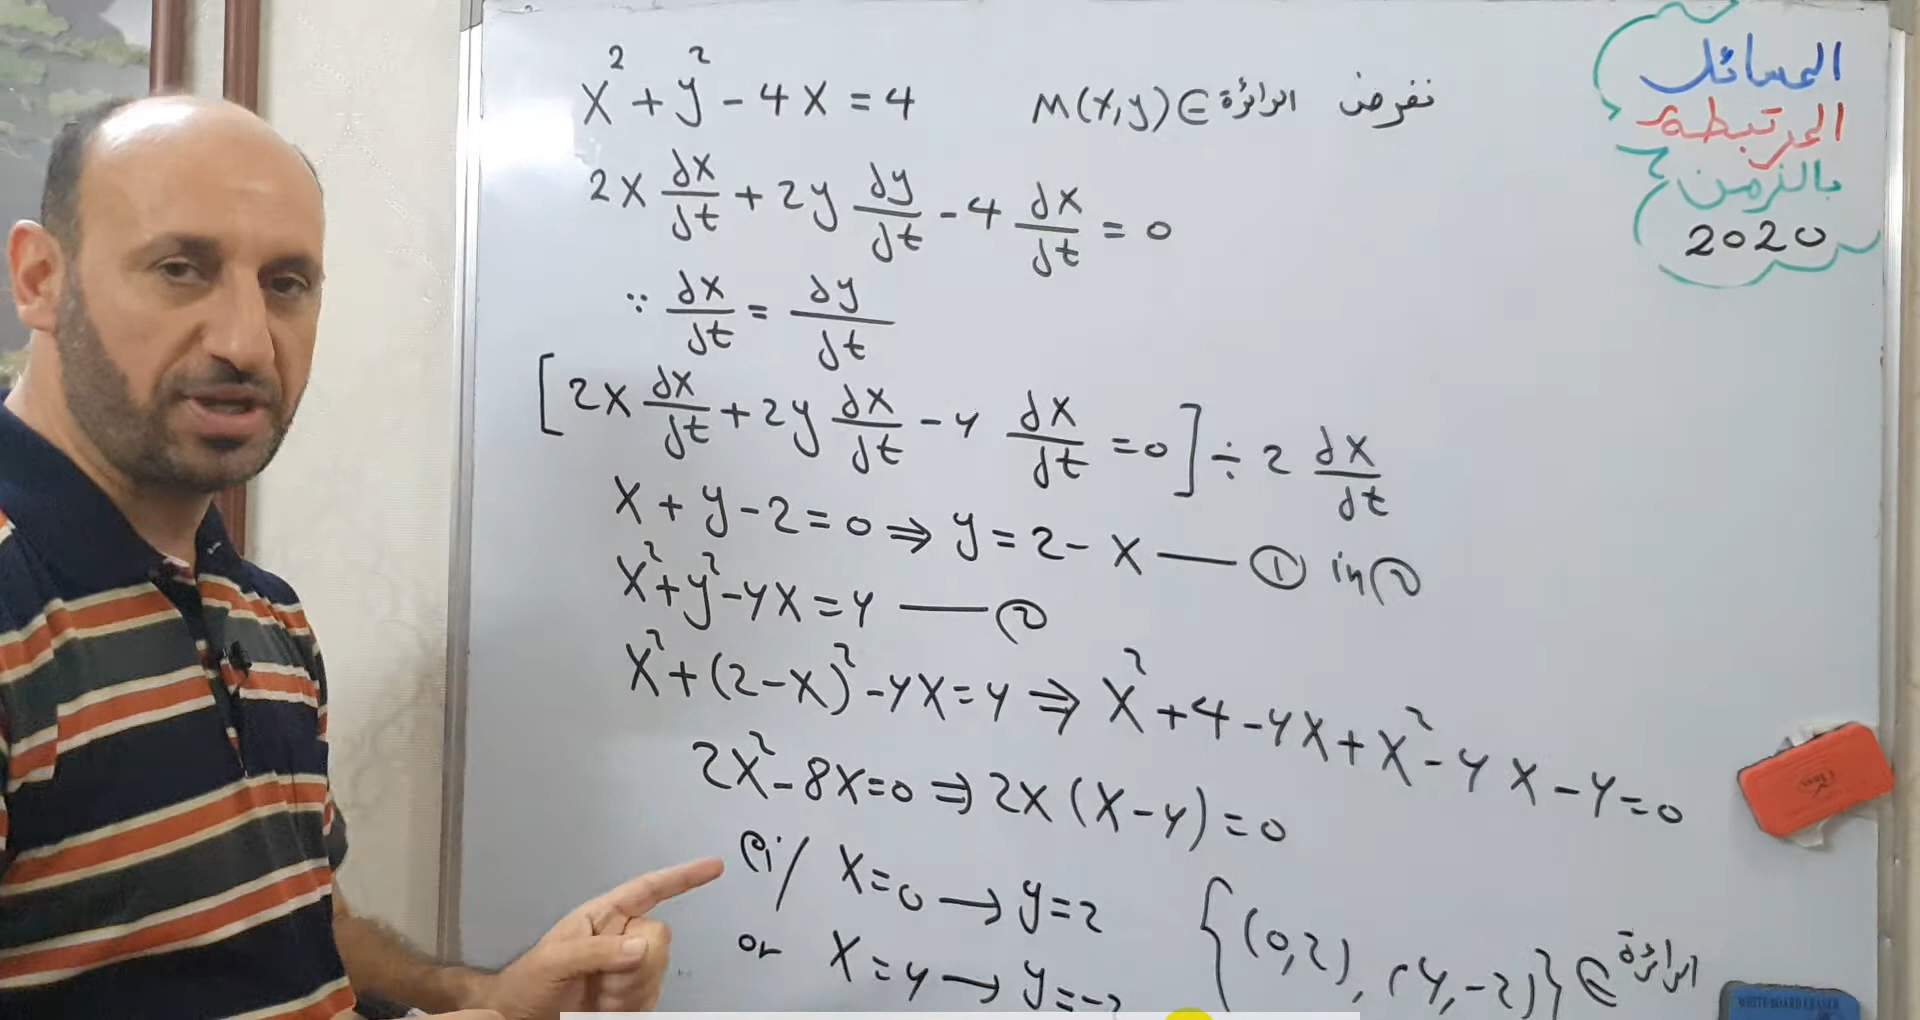 المسائل
المرتبطة
بالزمن
2020
x² + y² - 4x = 4 نفرض M(x,y) ∈ الدائرة
2x dx/dt + 2y dy/dt - 4 dx/dt = 0
∵ dx/dt = dy/dt
[2x dx/dt + 2y dx/dt - 4 dx/dt = 0] ÷ 2 dx/dt
x + y - 2 = 0 ⇒ y = 2 - x —— ① in ②
x² + y² - 4x = 4 —— ②
x² + (2-x)² - 4x = 4 ⇒ x² + 4 - 4x + x² - 4x - 4 = 0
2x² - 8x = 0 ⇒ 2x(x-4) = 0
ei/ x = 0 → y = 2
or x = 4 → y = -2
{(0,2), (4,-2)} ∈ الدائرة
WHITE BOARD ERASER